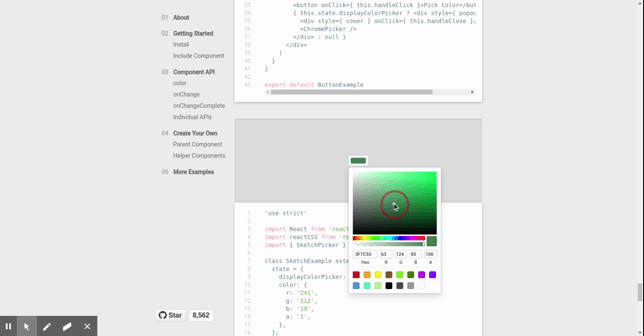 01 About
02 Getting Started
Install
Include Component
03 Component API
color
onChange
onChangeComplete
Individual APIs
04 Create Your Own
Parent Component
Helper Components
05 More Examples
Star 8,562
33
34 <button onClick={ this.handleClick }>Pick Color</bu
35 { this.state.displayColorPicker ? <div style={ popov
36 <div style={ cover } onClick={ this.handleClose }/
37 <ChromePicker />
38 </div> : null }
39 </div>
40 )
41 }
42 }
43 export default ButtonExample
1 'use strict'
2
3 import React from 'reac
4 import reactCSS from 'r
5 import { SketchPicker }
6
7 class SketchExample ext
8 state = {
9 displayColorPicker:
10 color: {
11 r: '241',
12 g: '112',
13 b: '19',
14 a: '1',
15 },
16
3F7C55 63 124 85 100
Hex R G B A